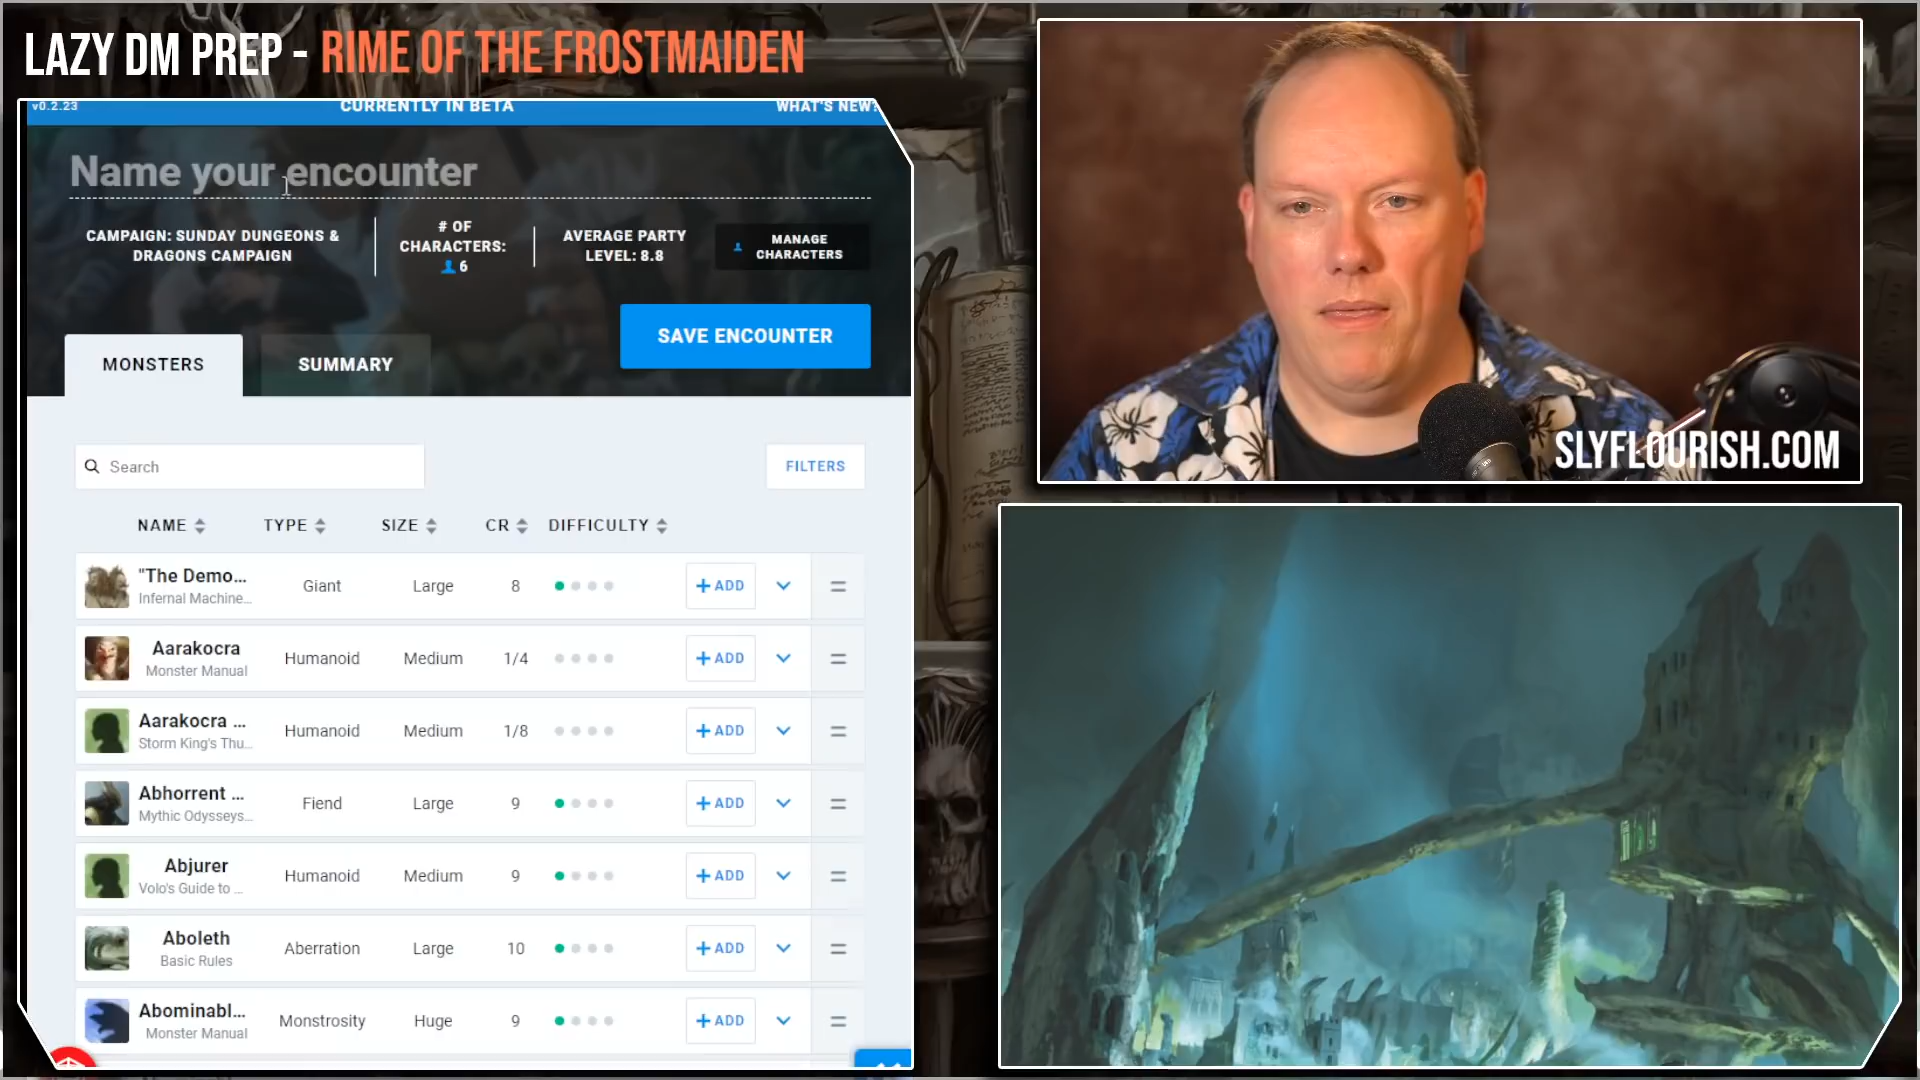 LAZY DM PREP - RIME OF THE FROSTMAIDEN
v0.2.23 CURRENTLY IN BETA WHAT'S NEW?
Name your encounter
CAMPAIGN: SUNDAY DUNGEONS &
DRAGONS CAMPAIGN
# OF
CHARACTERS:
6
AVERAGE PARTY
LEVEL: 8.8
MANAGE
CHARACTERS
SAVE ENCOUNTER
MONSTERS SUMMARY
Search FILTERS
NAME TYPE SIZE CR DIFFICULTY
"The Demo... Giant Large 8 +ADD
Infernal Machine...
Aarakocra Humanoid Medium 1/4 +ADD
Monster Manual
Aarakocra ... Humanoid Medium 1/8 +ADD
Storm King's Thu...
Abhorrent ... Fiend Large 9 +ADD
Mythic Odysseys...
Abjurer Humanoid Medium 9 +ADD
Volo's Guide to ...
Aboleth Aberration Large 10 +ADD
Basic Rules
Abominabl... Monstrosity Huge 9 +ADD
Monster Manual
SLYFLOURISH.COM